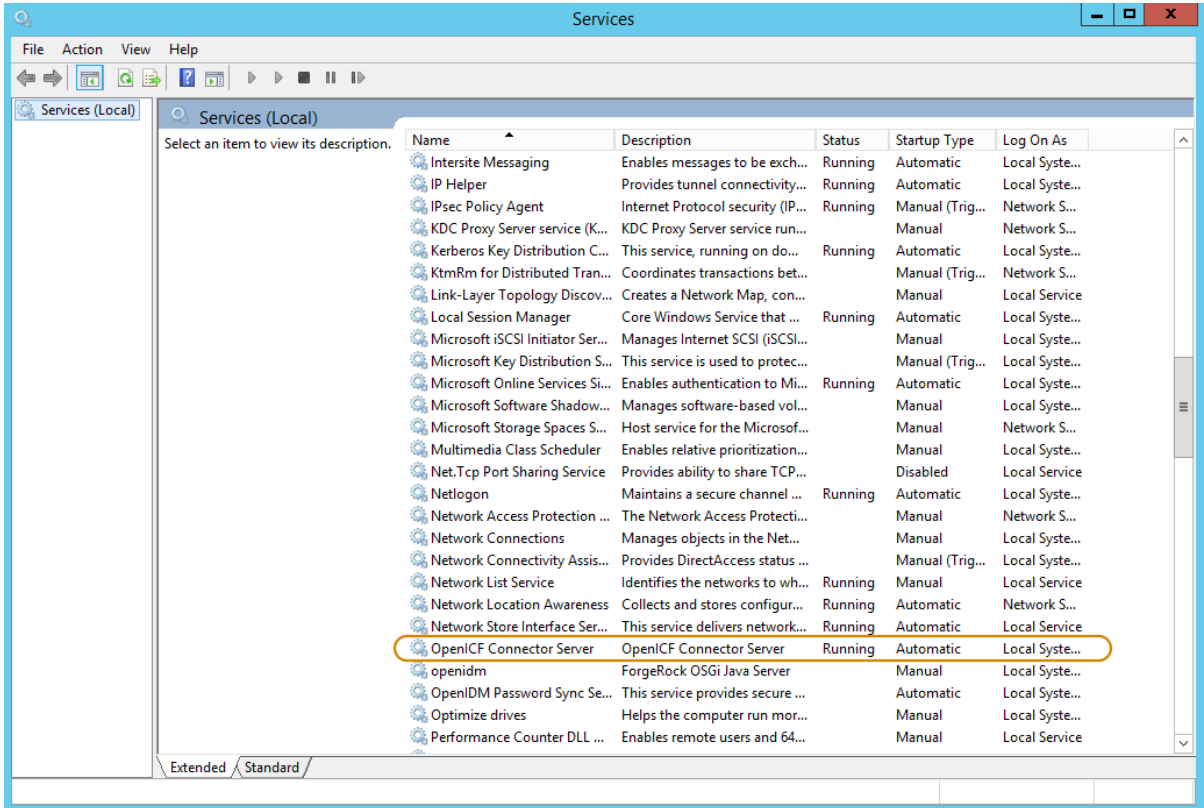 Services
File Action View Help
Services (Local)
Services (Local)
Select an item to view its description.
Name Description Status Startup Type Log On As
Intersite Messaging Enables messages to be exch... Running Automatic Local Syste...
IP Helper Provides tunnel connectivity... Running Automatic Local Syste...
IPsec Policy Agent Internet Protocol security (IP... Running Manual (Trig... Network S...
KDC Proxy Server service (K... KDC Proxy Server service run... Manual Network S...
Kerberos Key Distribution C... This service, running on do... Running Automatic Local Syste...
KtmRm for Distributed Tran... Coordinates transactions bet... Manual (Trig... Network S...
Link-Layer Topology Discov... Creates a Network Map, con... Manual Local Service
Local Session Manager Core Windows Service that ... Running Automatic Local Syste...
Microsoft iSCSI Initiator Ser... Manages Internet SCSI (iSCSI... Manual Local Syste...
Microsoft Key Distribution S... This service is used to protec... Manual (Trig... Local Syste...
Microsoft Online Services Si... Enables authentication to Mi... Running Automatic Local Syste...
Microsoft Software Shadow... Manages software-based vol... Manual Local Syste...
Microsoft Storage Spaces S... Host service for the Microsof... Manual Network S...
Multimedia Class Scheduler Enables relative prioritization... Manual Local Syste...
Net.Tcp Port Sharing Service Provides ability to share TCP... Disabled Local Service
Netlogon Maintains a secure channel ... Running Automatic Local Syste...
Network Access Protection ... The Network Access Protecti... Manual Network S...
Network Connections Manages objects in the Net... Manual Local Syste...
Network Connectivity Assis... Provides DirectAccess status ... Manual (Trig... Local Syste...
Network List Service Identifies the networks to wh... Running Manual Local Service
Network Location Awareness Collects and stores configur... Running Automatic Network S...
Network Store Interface Ser... This service delivers network... Running Automatic Local Service
OpenICF Connector Server OpenICF Connector Server Running Automatic Local Syste...
openidm ForgeRock OSGi Java Server Manual Local Syste...
OpenIDM Password Sync Se... This service provides secure ... Automatic Local Syste...
Optimize drives Helps the computer run mor... Manual Local Syste...
Performance Counter DLL ... Enables remote users and 64... Manual Local Service
Extended Standard